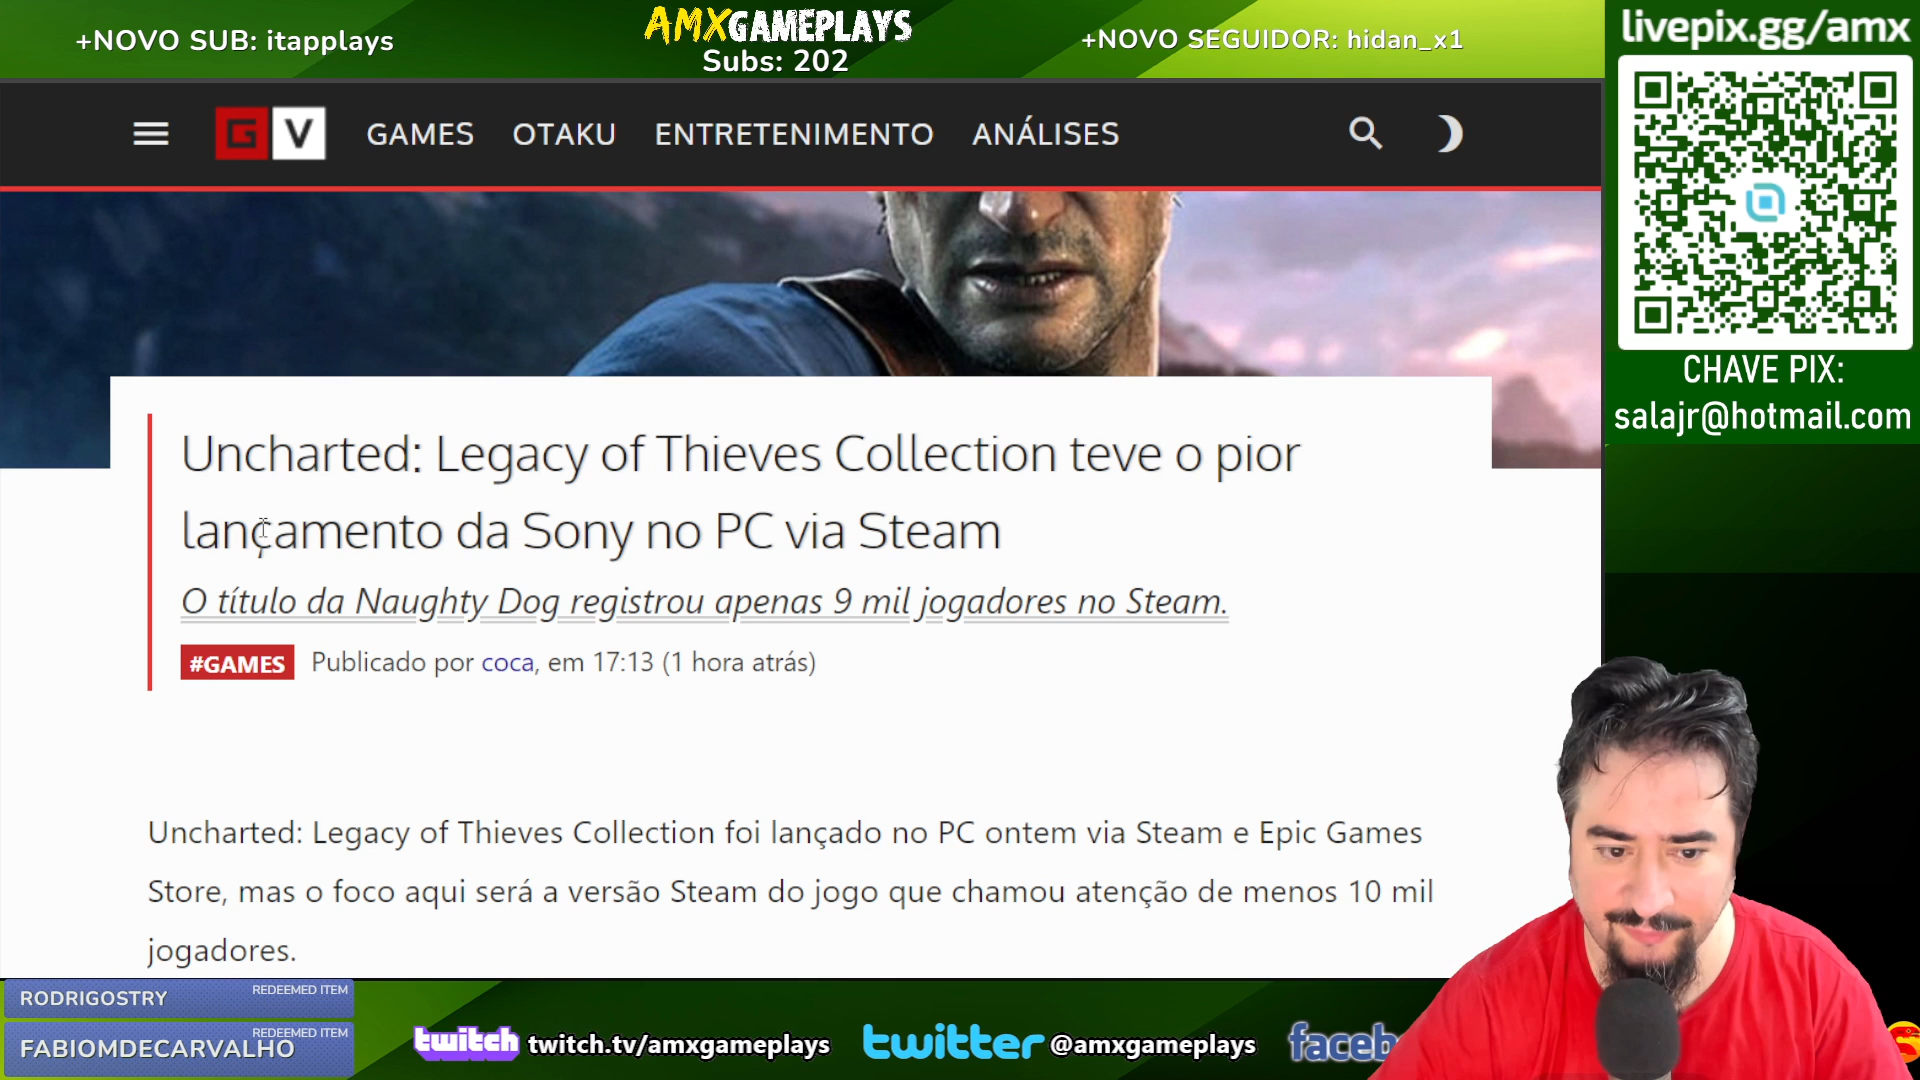 +NOVO SUB: itapplays
AMXGAMEPLAYS
Subs: 202
+NOVO SEGUIDOR: hidan_x1
livepix.gg/amx
G V GAMES OTAKU ENTRETENIMENTO ANÁLISES
CHAVE PIX:
salajr@hotmail.com
Uncharted: Legacy of Thieves Collection teve o pior
lançamento da Sony no PC via Steam
O título da Naughty Dog registrou apenas 9 mil jogadores no Steam.
#GAMES Publicado por coca, em 17:13 (1 hora atrás)
Uncharted: Legacy of Thieves Collection foi lançado no PC ontem via Steam e Epic Games
Store, mas o foco aqui será a versão Steam do jogo que chamou atenção de menos 10 mil
jogadores.
RODRIGOSTRY REDEEMED ITEM
FABIOMDECARVALHO REDEEMED ITEM
twitch twitch.tv/amxgameplays twitter @amxgameplays faceb